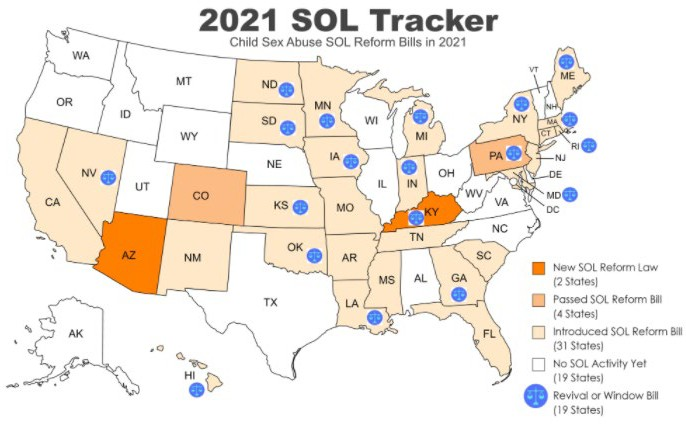 2021 SOL Tracker
Child Sex Abuse SOL Reform Bills in 2021
WA
OR
CA
NV
ID
MT
WY
UT
AZ
CO
NM
ND
SD
NE
KS
OK
TX
MN
IA
MO
AR
LA
WI
IL
MI
IN
OH
KY
TN
MS
AL
GA
FL
SC
NC
VA
WV
PA
NY
VT
NH
ME
MA
CT
RI
NJ
DE
MD
DC
AK
HI
New SOL Reform Law
(2 States)
Passed SOL Reform Bill
(4 States)
Introduced SOL Reform Bill
(31 States)
No SOL Activity Yet
(19 States)
Revival or Window Bill
(19 States)